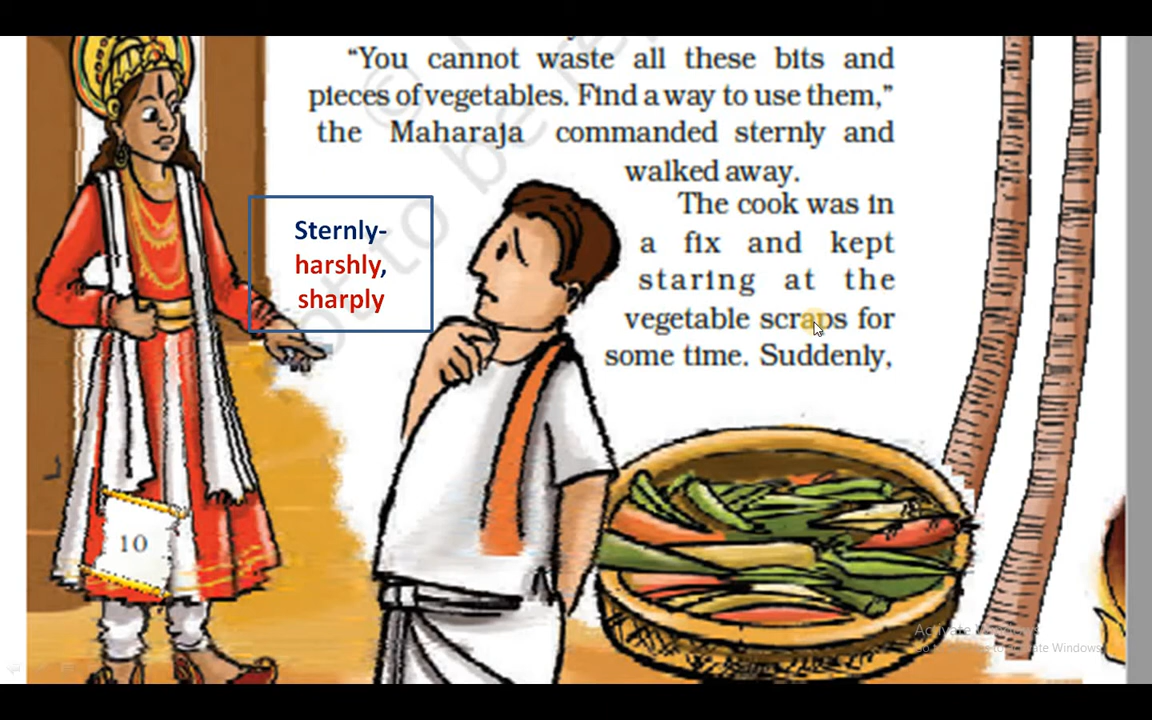 “You cannot waste all these bits and
pieces of vegetables. Find a way to use them,”
the Maharaja commanded sternly and
walked away.
The cook was in
a fix and kept
staring at the
vegetable scraps for
some time. Suddenly,
Sternly-
harshly,
sharply
10